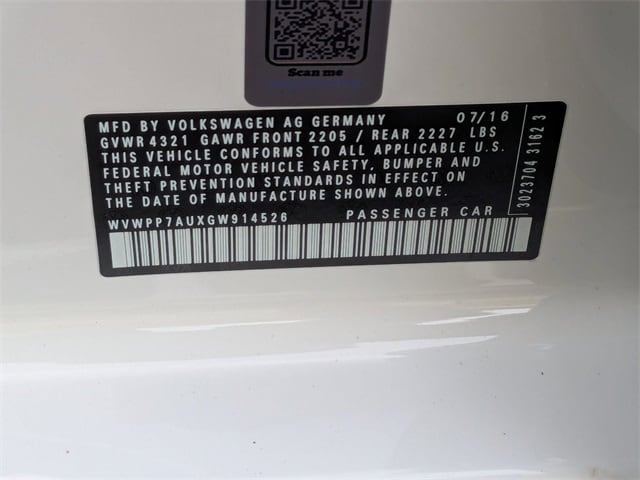 Scan me
MFD BY VOLKSWAGEN AG GERMANY 07/16
GVWR 4321 GAWR FRONT 2205 / REAR 2227 LBS
THIS VEHICLE CONFORMS TO ALL APPLICABLE U.S.
FEDERAL MOTOR VEHICLE SAFETY, BUMPER AND
THEFT PREVENTION STANDARDS IN EFFECT ON
THE DATE OF MANUFACTURE SHOWN ABOVE.
WVWPP7AUXGW914526 PASSENGER CAR
3023704 3162 3